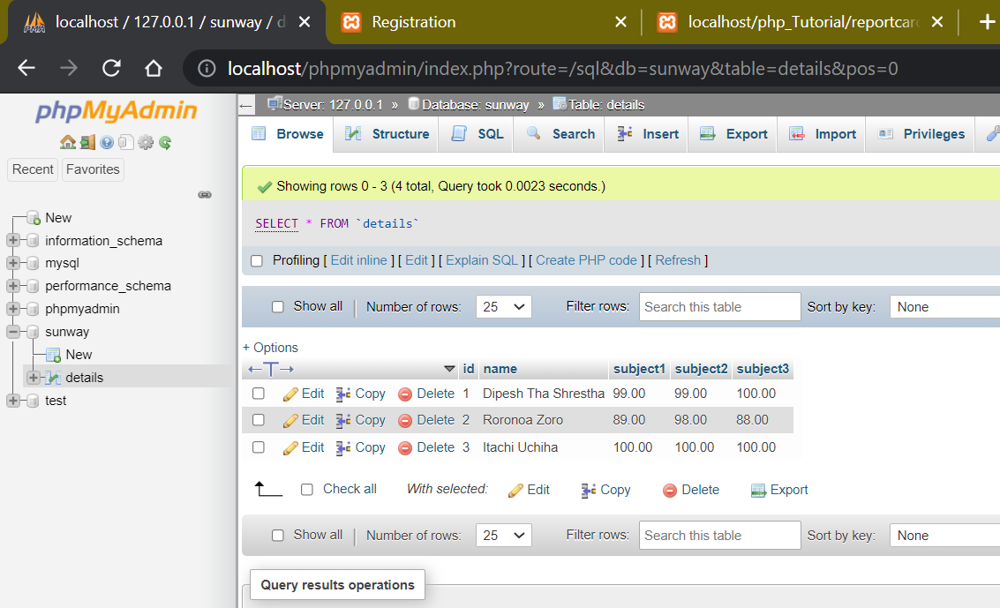 localhost / 127.0.0.1 / sunway / d
Registration
localhost/php_Tutorial/reportcar
localhost/phpmyadmin/index.php?route=/sql&db=sunway&table=details&pos=0
phpMyAdmin
Recent Favorites
New
information_schema
mysql
performance_schema
phpmyadmin
sunway
New
details
test
Server: 127.0.0.1 » Database: sunway » Table: details
Browse Structure SQL Search Insert Export Import Privileges
Showing rows 0 - 3 (4 total, Query took 0.0023 seconds.)
SELECT * FROM `details`
Profiling [ Edit inline ] [ Edit ] [ Explain SQL ] [ Create PHP code ] [ Refresh ]
Show all | Number of rows: 25 Filter rows: Search this table Sort by key: None
+ Options
←T→ id name subject1 subject2 subject3
Edit Copy Delete 1 Dipesh Tha Shrestha 99.00 99.00 100.00
Edit Copy Delete 2 Roronoa Zoro 89.00 98.00 88.00
Edit Copy Delete 3 Itachi Uchiha 100.00 100.00 100.00
Check all With selected: Edit Copy Delete Export
Show all | Number of rows: 25 Filter rows: Search this table Sort by key: None
Query results operations